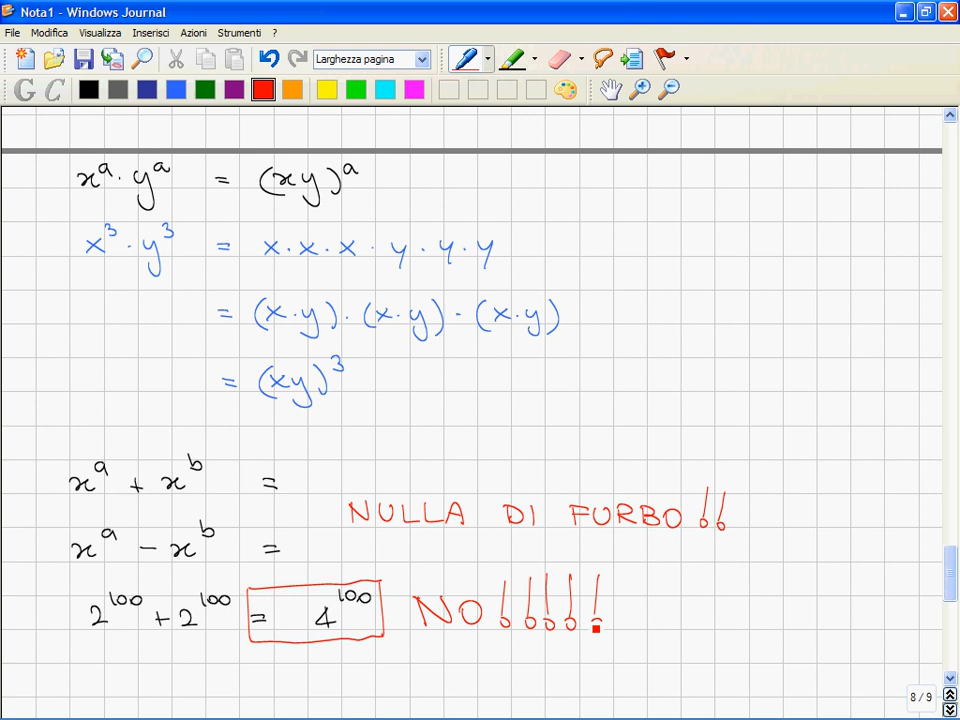 Nota1 - Windows Journal
File Modifica Visualizza Inserisci Azioni Strumenti ?
Larghezza pagina
G C
x^a · y^a = (xy)^a
x^3 · y^3 = x · x · x · y · y · y
= (x·y) · (x·y) · (x·y)
= (xy)^3
x^a + x^b =
NULLA DI FURBO!!
x^a - x^b =
2^100 + 2^100 = 4^100 NO!!!!!
8 / 9